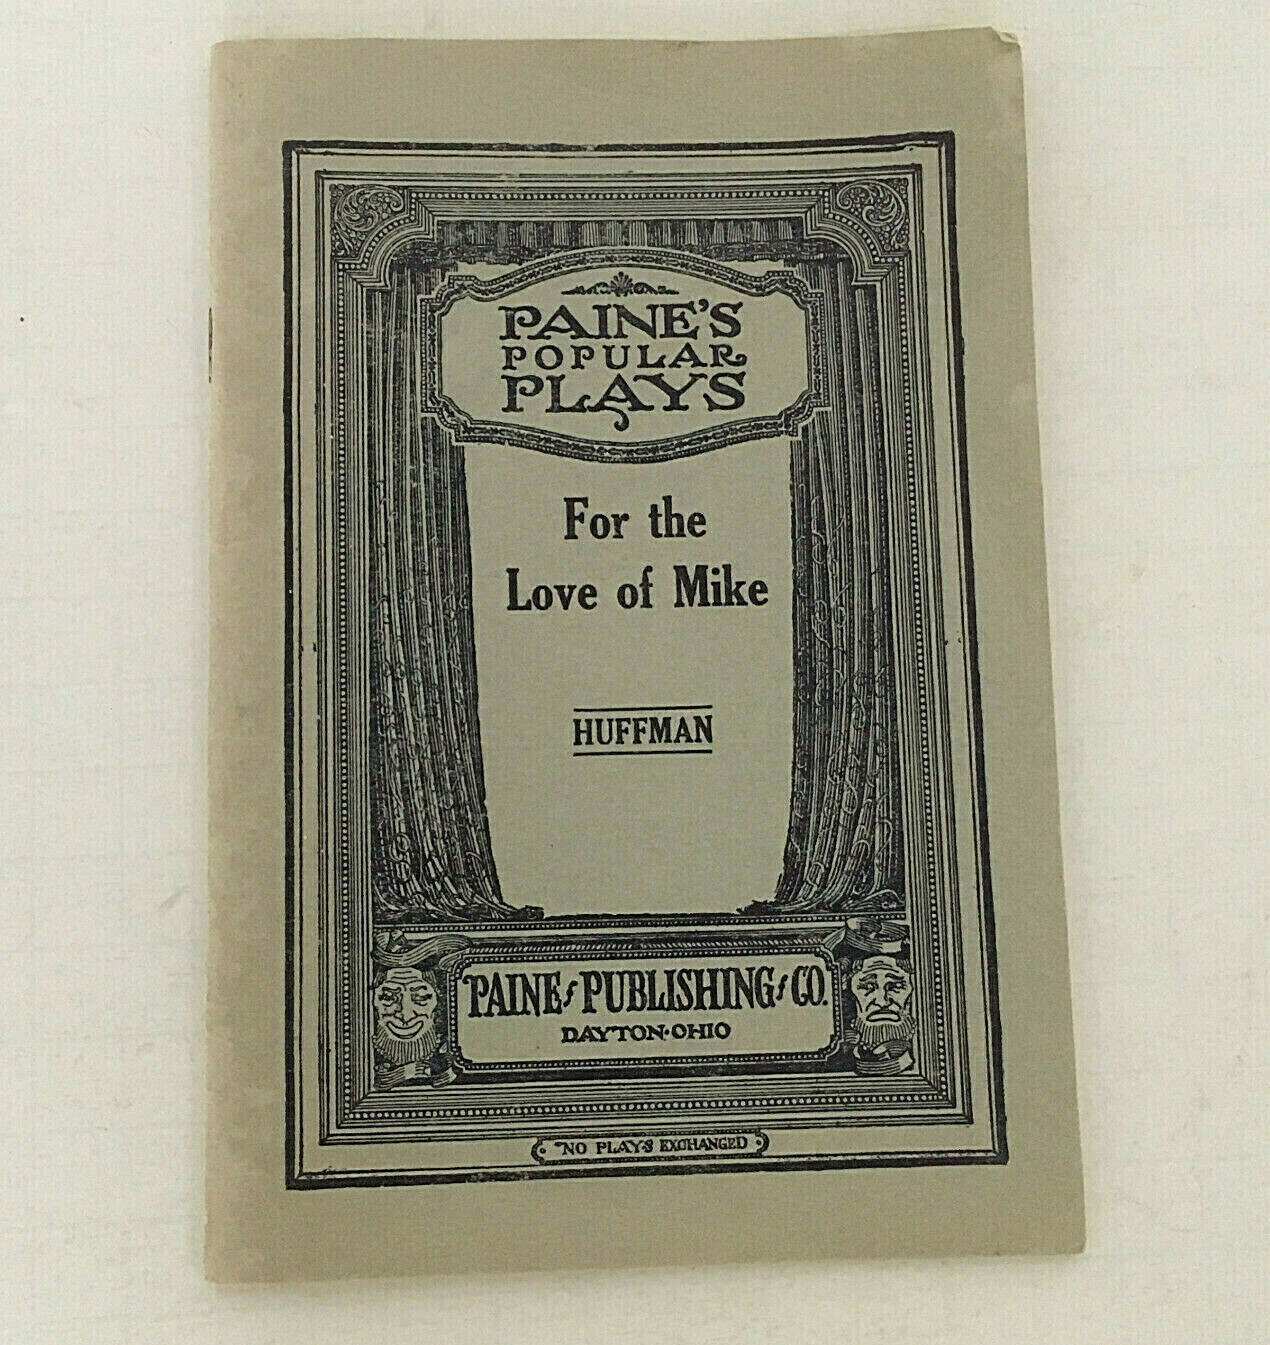 PAINE'S
POPULAR
PLAYS
For the
Love of Mike
HUFFMAN
PAINE PUBLISHING CO.
DAYTON·OHIO
NO PLAYS EXCHANGED